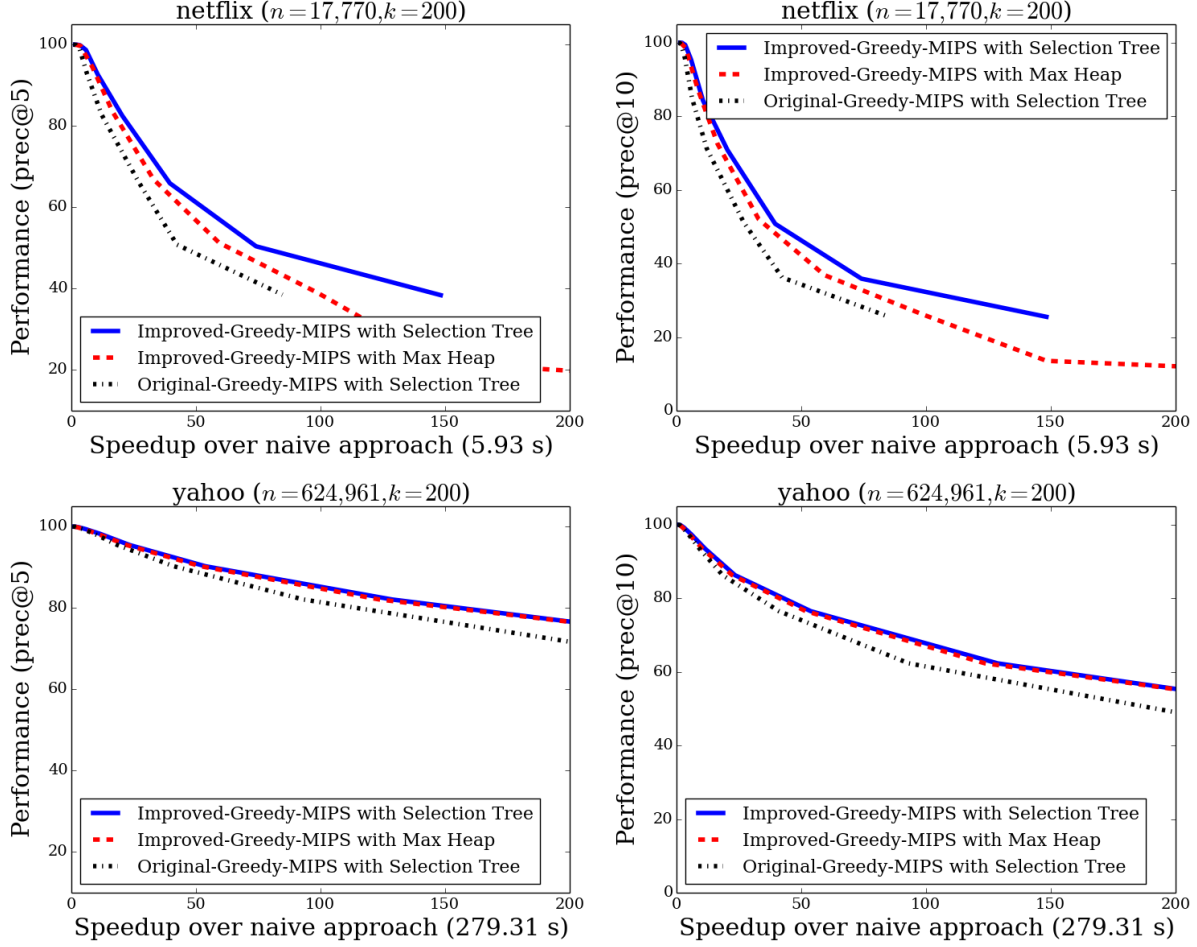 netflix (n=17,770,k=200)
100
80
60
40
20
0
50
100
150
200
Performance (prec@5)
Speedup over naive approach (5.93 s)
Improved-Greedy-MIPS with Selection Tree
Improved-Greedy-MIPS with Max Heap
Original-Greedy-MIPS with Selection Tree
netflix (n=17,770,k=200)
100
80
60
40
20
0
0
50
100
150
200
Performance (prec@10)
Speedup over naive approach (5.93 s)
Improved-Greedy-MIPS with Selection Tree
Improved-Greedy-MIPS with Max Heap
Original-Greedy-MIPS with Selection Tree
yahoo (n=624,961,k=200)
100
80
60
40
20
0
50
100
150
200
Performance (prec@5)
Speedup over naive approach (279.31 s)
Improved-Greedy-MIPS with Selection Tree
Improved-Greedy-MIPS with Max Heap
Original-Greedy-MIPS with Selection Tree
yahoo (n=624,961,k=200)
100
80
60
40
20
0
0
50
100
150
200
Performance (prec@10)
Speedup over naive approach (279.31 s)
Improved-Greedy-MIPS with Selection Tree
Improved-Greedy-MIPS with Max Heap
Original-Greedy-MIPS with Selection Tree